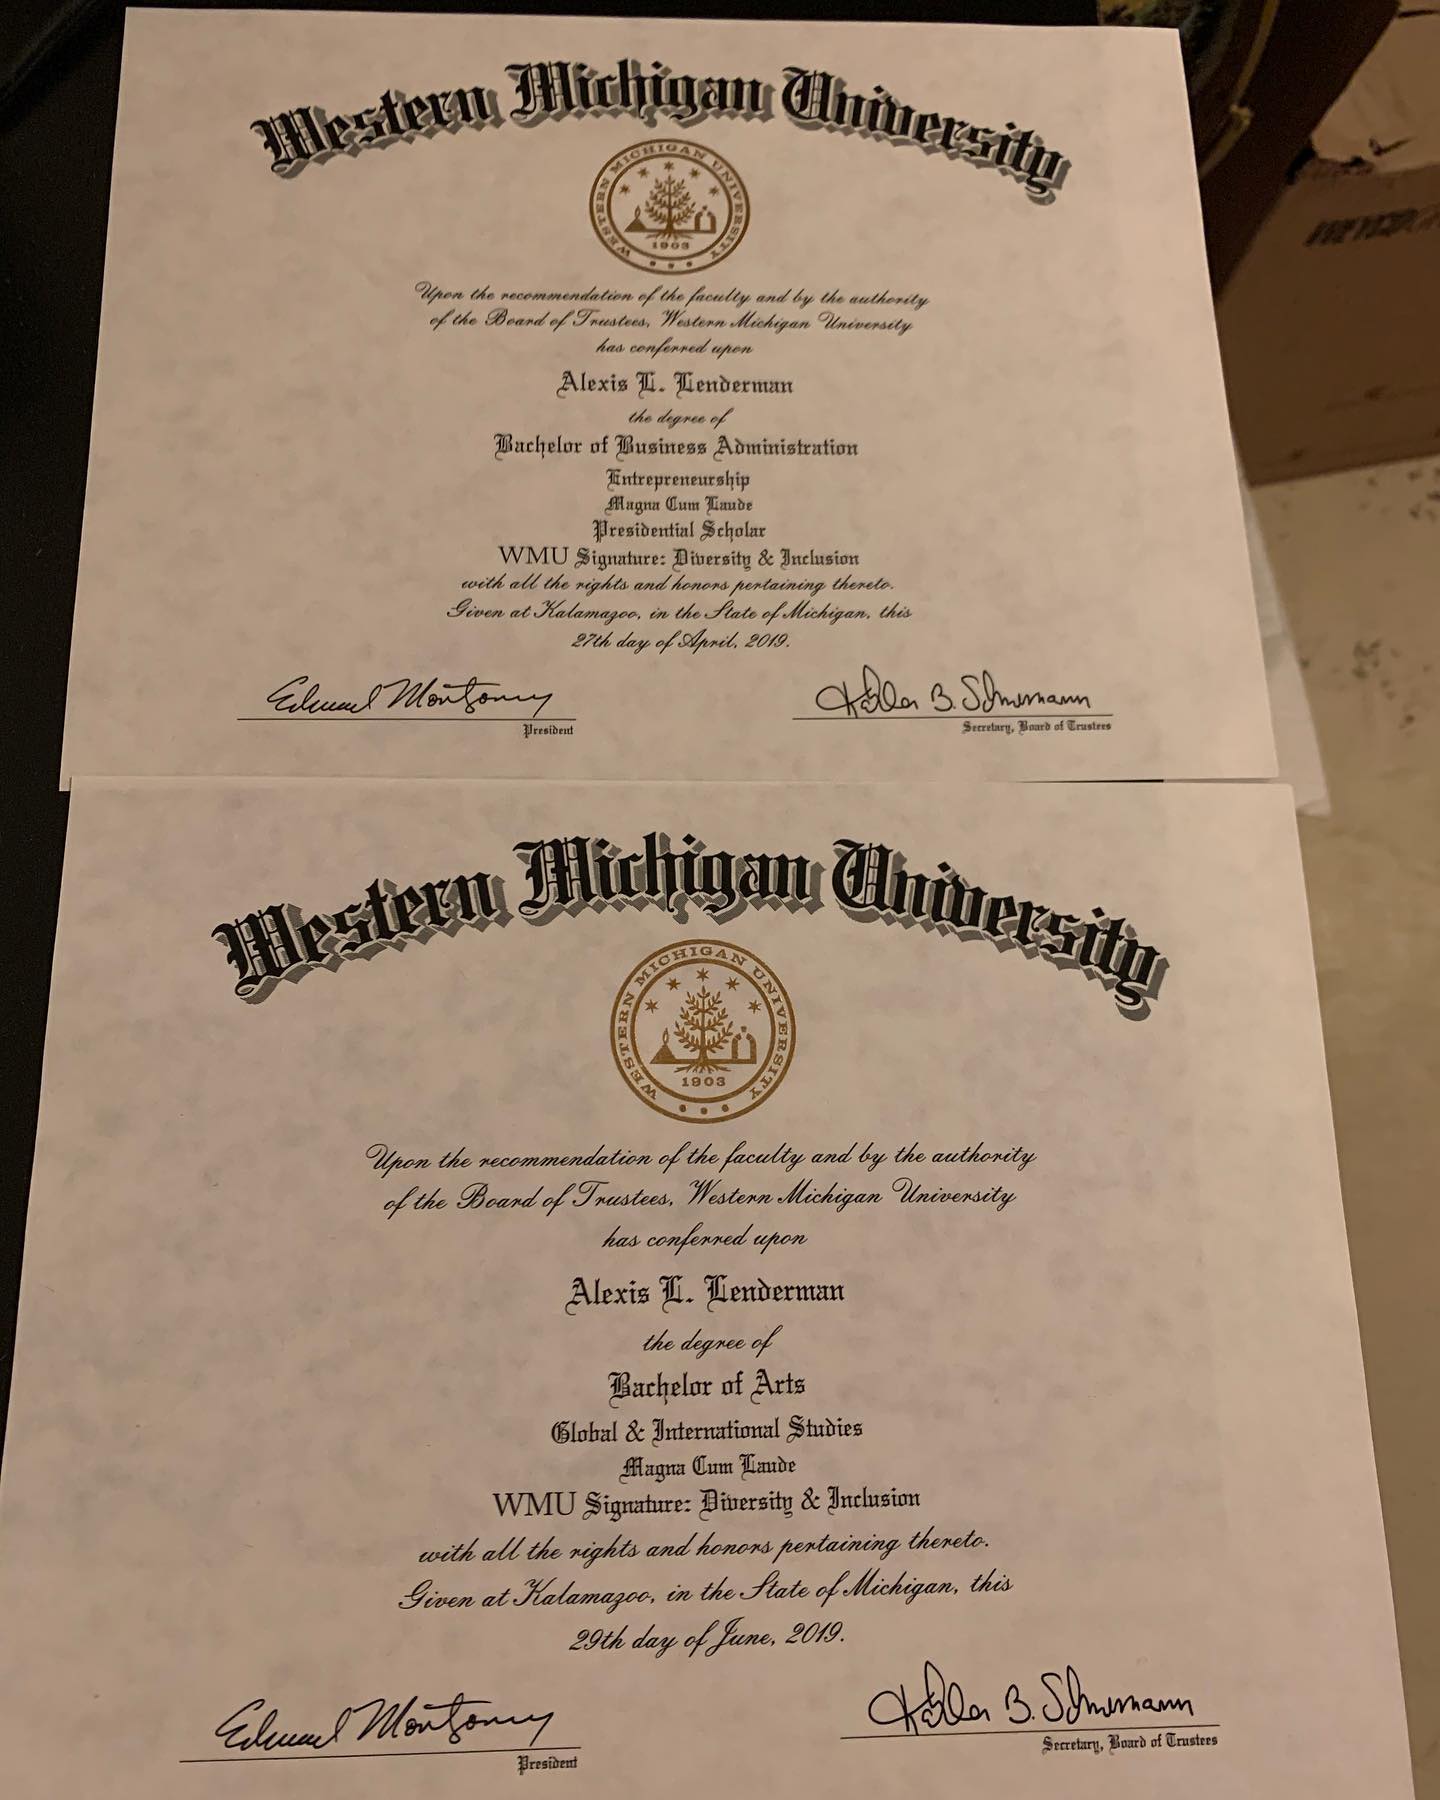 Western Michigan University
WESTERN MICHIGAN UNIVERSITY
1903
Upon the recommendation of the faculty and by the authority
of the Board of Trustees, Western Michigan University
has conferred upon
Alexis L. Lenderman
the degree of
Bachelor of Business Administration
Entrepreneurship
Magna Cum Laude
Presidential Scholar
WMU Signature: Diversity & Inclusion
with all the rights and honors pertaining thereto.
Given at Kalamazoo, in the State of Michigan, this
27th day of April, 2019.
Edward Montgomery
B. Schumann
President
Secretary, Board of Trustees
Western Michigan University
WESTERN MICHIGAN UNIVERSITY
1903
Upon the recommendation of the faculty and by the authority
of the Board of Trustees, Western Michigan University
has conferred upon
Alexis L. Lenderman
the degree of
Bachelor of Arts
Global & International Studies
Magna Cum Laude
WMU Signature: Diversity & Inclusion
with all the rights and honors pertaining thereto.
Given at Kalamazoo, in the State of Michigan, this
29th day of June, 2019.
Edward Montgomery
B. Schumann
President
Secretary, Board of Trustees